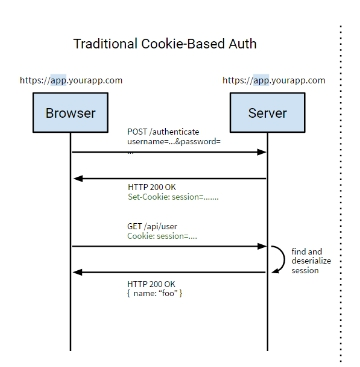 Traditional Cookie-Based Auth
https://app.yourapp.com
https://app.yourapp.com
Browser
Server
POST /authenticate
username=...&password=
...
HTTP 200 OK
Set-Cookie: session=.......
GET /api/user
Cookie: session=....
find and
deserialize
session
HTTP 200 OK
{ name: "foo" }